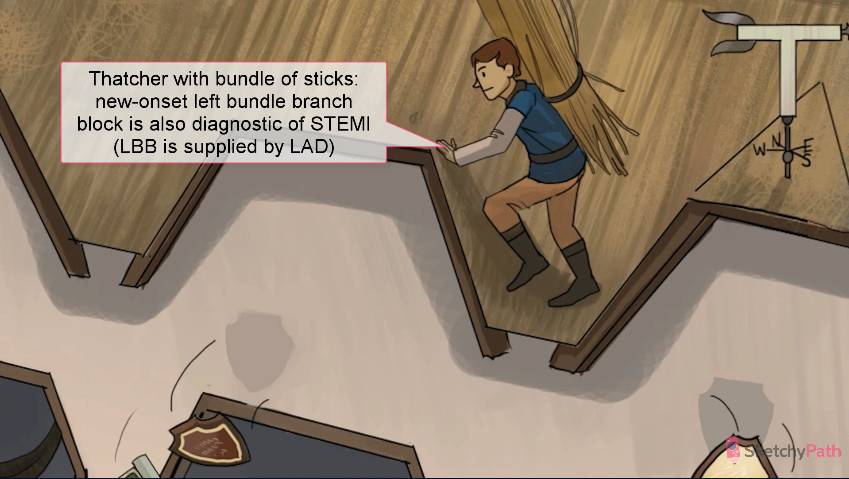 Thatcher with bundle of sticks:
new-onset left bundle branch
block is also diagnostic of STEMI
(LBB is supplied by LAD)
N
W E
S
SketchyPath